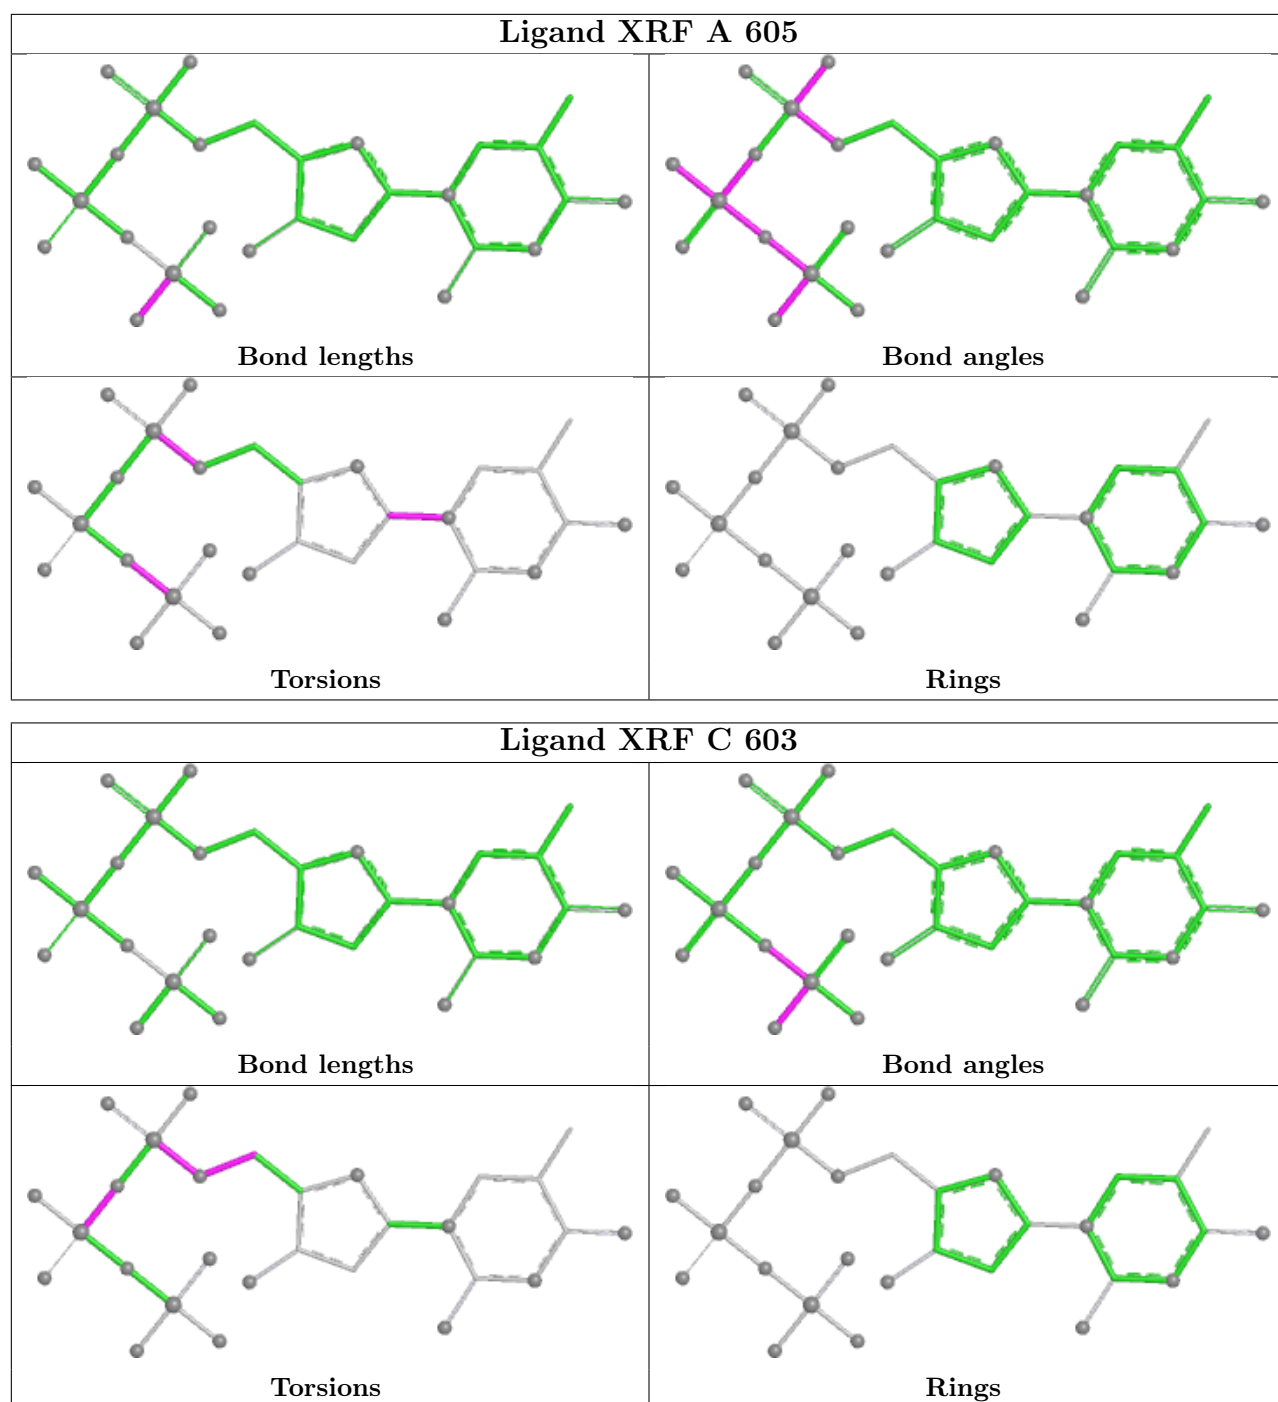 Ligand XRF A 605
Bond lengths
Bond angles
Torsions
Rings
Ligand XRF C 603
Bond lengths
Bond angles
Torsions
Rings